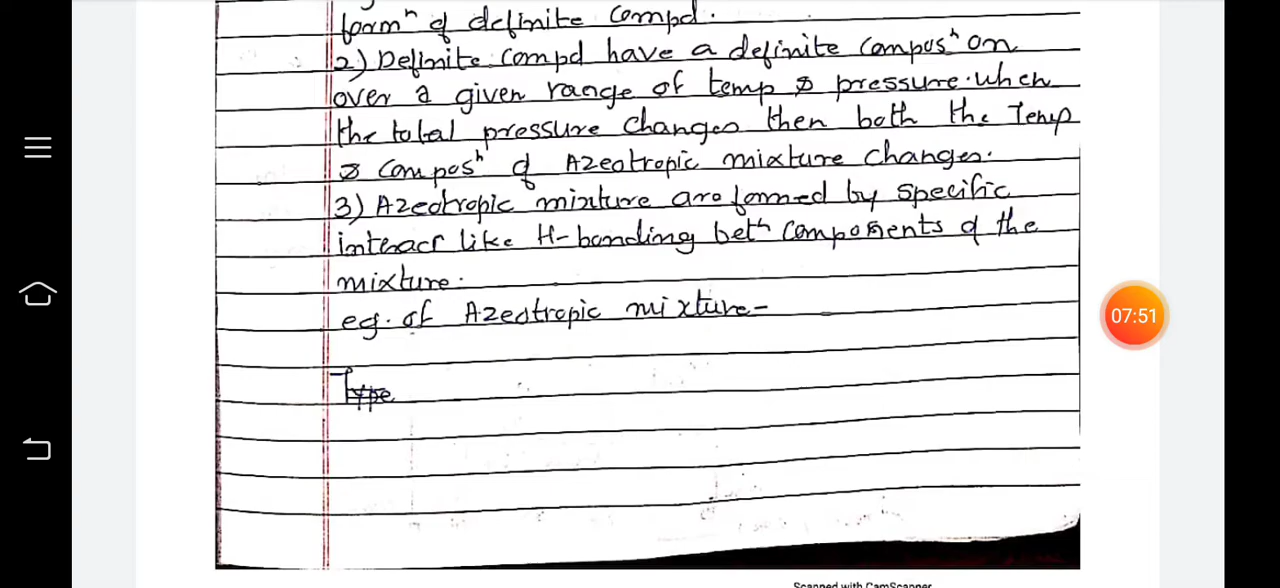 formⁿ of definite compd.
2) Definite compd have a definite composⁿ on
over a given range of temp & pressure. when
the total pressure changes then both the Temp
& composⁿ of Azeotropic mixture changes.
3) Azeotropic mixture are formed by specific
interacⁿ like H-bonding betⁿ components of the
mixture.
eg. of Azeotropic mixture-
Type
07:51
Scanned with CamScanner